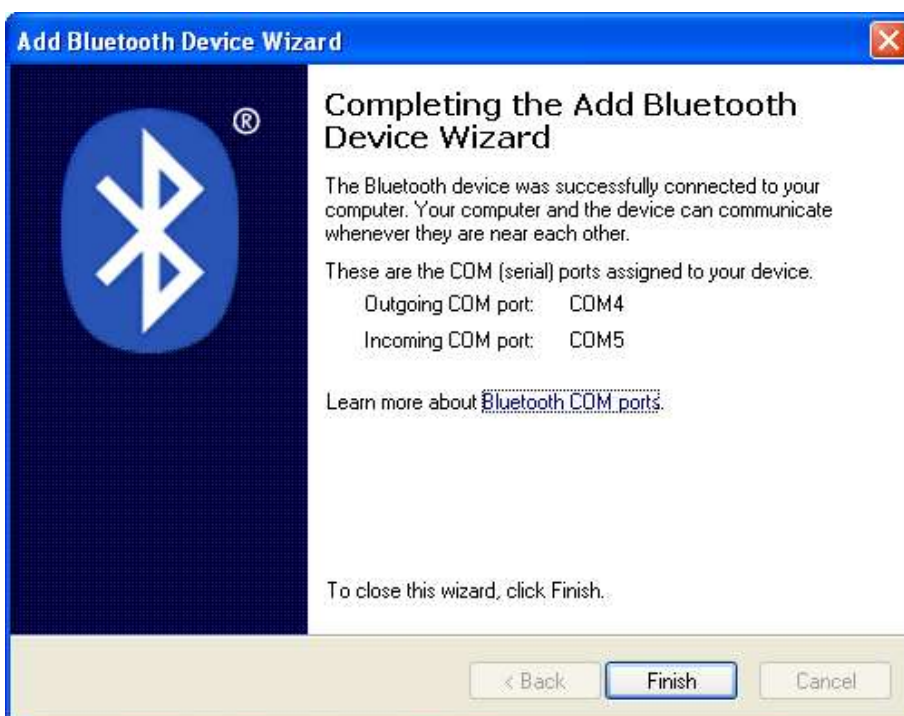 Add Bluetooth Device Wizard
®
Completing the Add Bluetooth
Device Wizard
The Bluetooth device was successfully connected to your
computer. Your computer and the device can communicate
whenever they are near each other.
These are the COM (serial) ports assigned to your device.
Outgoing COM port: COM4
Incoming COM port: COM5
Learn more about Bluetooth COM ports.
To close this wizard, click Finish.
< Back Finish Cancel